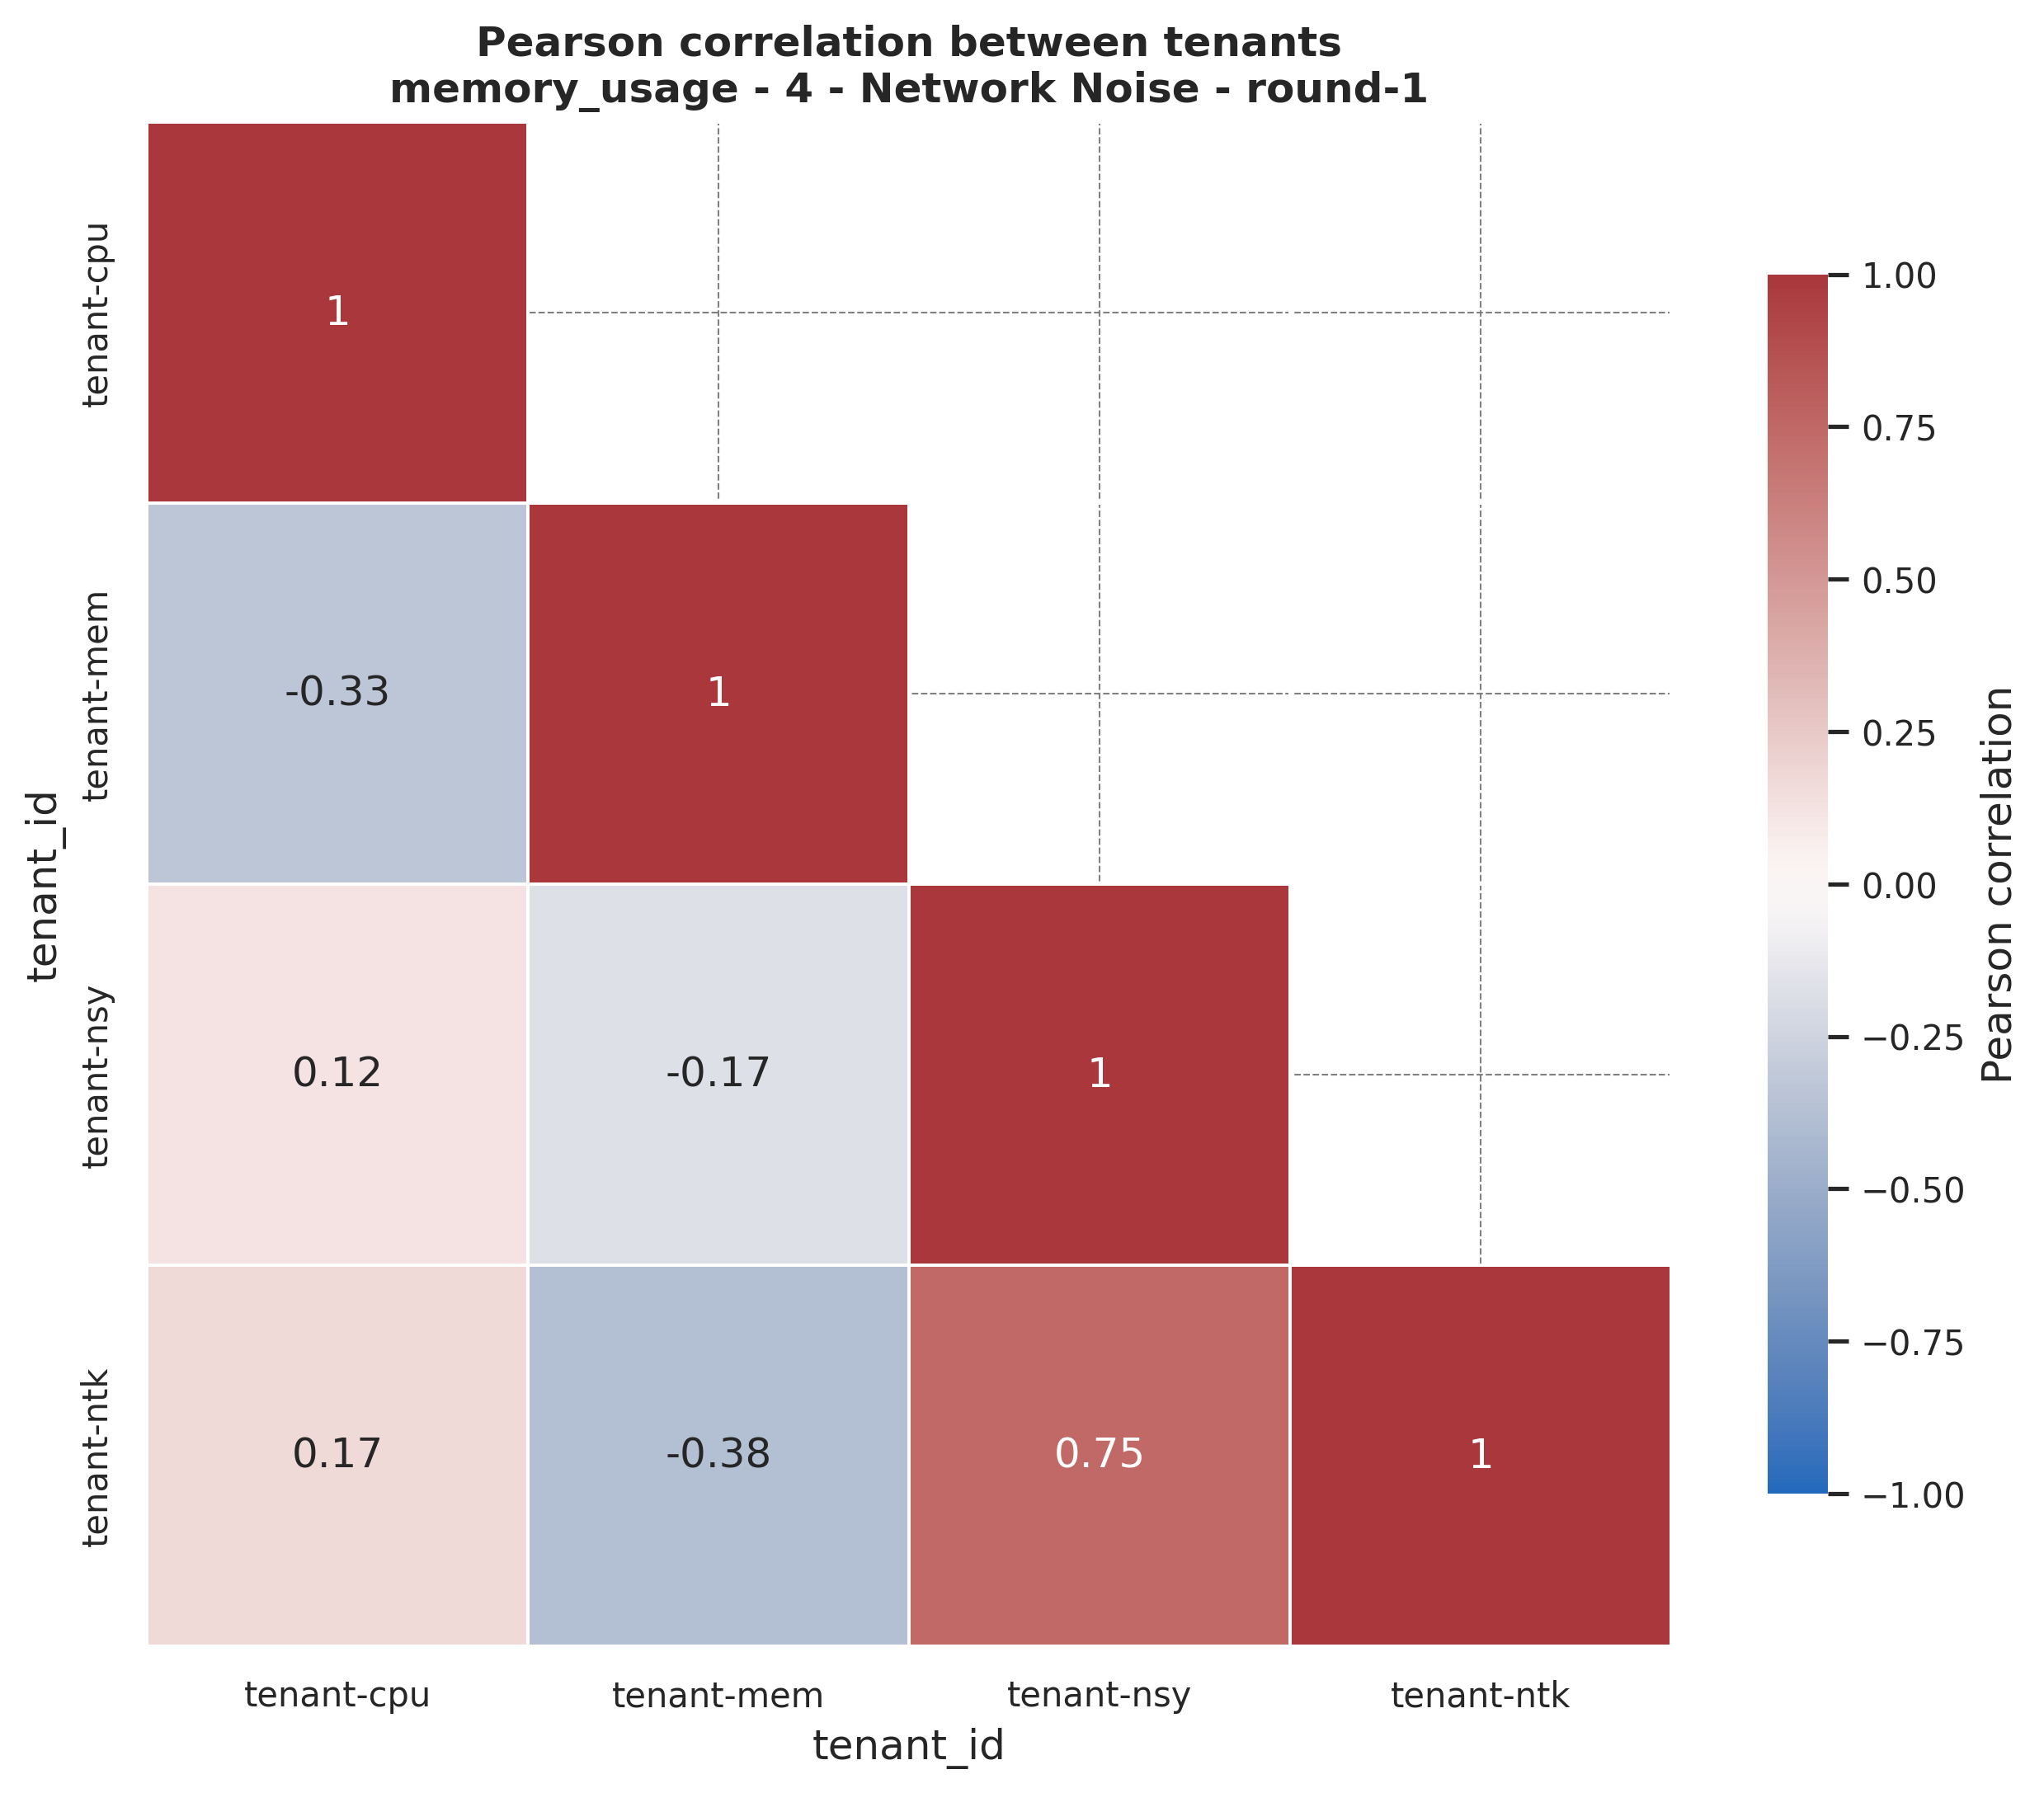 Pearson correlation between tenants
memory_usage - 4 - Network Noise - round-1
tenant_id
tenant-cpu
tenant-mem
tenant-nsy
tenant-ntk
1
-0.33
1
0.12
-0.17
1
0.17
-0.38
0.75
1
tenant-cpu
tenant-mem
tenant-nsy
tenant-ntk
tenant_id
1.00
0.75
0.50
0.25
0.00
−0.25
−0.50
−0.75
−1.00
Pearson correlation